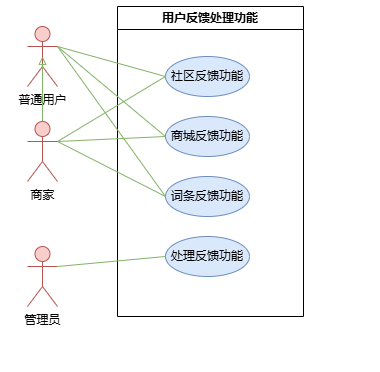 用户反馈处理功能
社区反馈功能
普通用户
商城反馈功能
商家
词条反馈功能
处理反馈功能
管理员